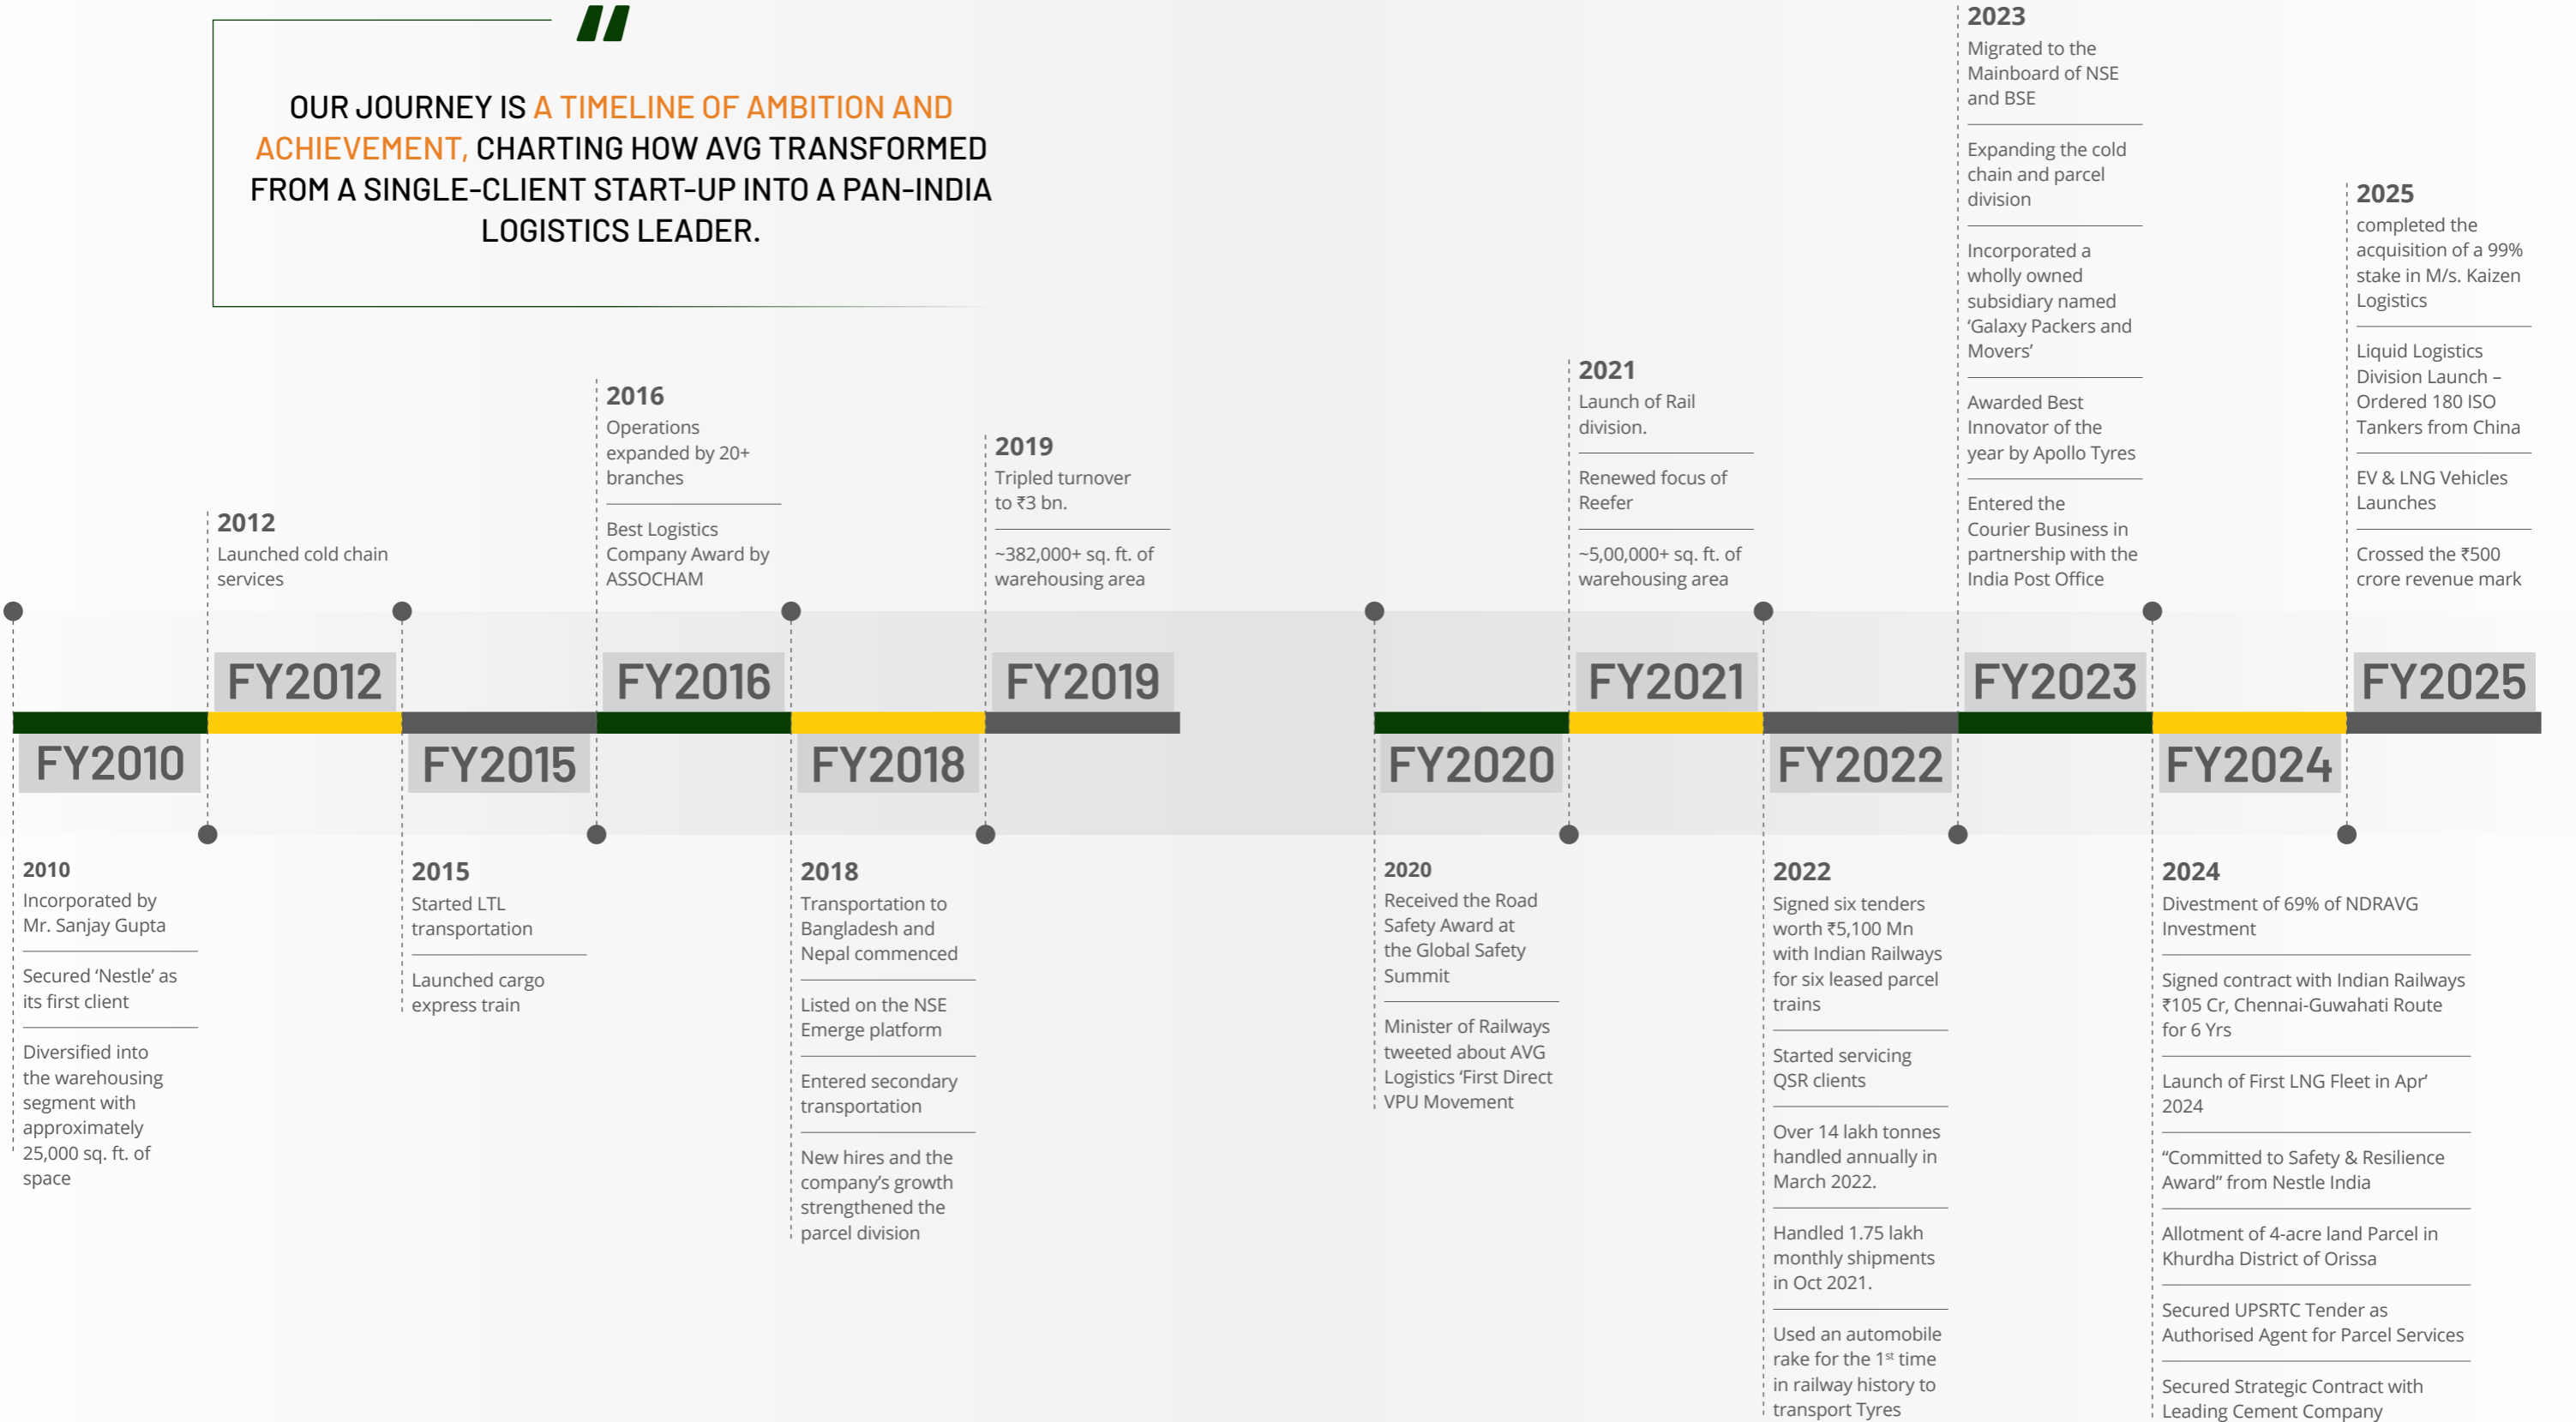 OUR JOURNEY IS A TIMELINE OF AMBITION AND
ACHIEVEMENT, CHARTING HOW AVG TRANSFORMED
FROM A SINGLE-CLIENT START-UP INTO A PAN-INDIA
LOGISTICS LEADER.
FY2010
2010
Incorporated by
Mr. Sanjay Gupta
Secured ‘Nestle’ as
its first client
Diversified into
the warehousing
segment with
approximately
25,000 sq. ft. of
space
2012
Launched cold chain
services
FY2012
FY2015
2015
Started LTL
transportation
Launched cargo
express train
2016
Operations
expanded by 20+
branches
Best Logistics
Company Award by
ASSOCHAM
FY2016
FY2018
2018
Transportation to
Bangladesh and
Nepal commenced
Listed on the NSE
Emerge platform
Entered secondary
transportation
New hires and the
company’s growth
strengthened the
parcel division
2019
Tripled turnover
to ₹3 bn.
~382,000+ sq. ft. of
warehousing area
FY2019
FY2020
2020
Received the Road
Safety Award at
the Global Safety
Summit
Minister of Railways
tweeted about AVG
Logistics ‘First Direct
VPU Movement
2021
Launch of Rail
division.
Renewed focus of
Reefer
~5,00,000+ sq. ft. of
warehousing area
FY2021
FY2022
2022
Signed six tenders
worth ₹5,100 Mn
with Indian Railways
for six leased parcel
trains
Started servicing
QSR clients
Over 14 lakh tonnes
handled annually in
March 2022.
Handled 1.75 lakh
monthly shipments
in Oct 2021.
Used an automobile
rake for the 1st time
in railway history to
transport Tyres
2023
Migrated to the
Mainboard of NSE
and BSE
Expanding the cold
chain and parcel
division
Incorporated a
wholly owned
subsidiary named
‘Galaxy Packers and
Movers’
Awarded Best
Innovator of the
year by Apollo Tyres
Entered the
Courier Business in
partnership with the
India Post Office
FY2023
FY2024
2024
Divestment of 69% of NDRAVG
Investment
Signed contract with Indian Railways
₹105 Cr, Chennai-Guwahati Route
for 6 Yrs
Launch of First LNG Fleet in Apr’
2024
“Committed to Safety & Resilience
Award” from Nestle India
Allotment of 4-acre land Parcel in
Khurdha District of Orissa
Secured UPSRTC Tender as
Authorised Agent for Parcel Services
Secured Strategic Contract with
Leading Cement Company
2025
completed the
acquisition of a 99%
stake in M/s. Kaizen
Logistics
Liquid Logistics
Division Launch –
Ordered 180 ISO
Tankers from China
EV & LNG Vehicles
Launches
Crossed the ₹500
crore revenue mark
FY2025